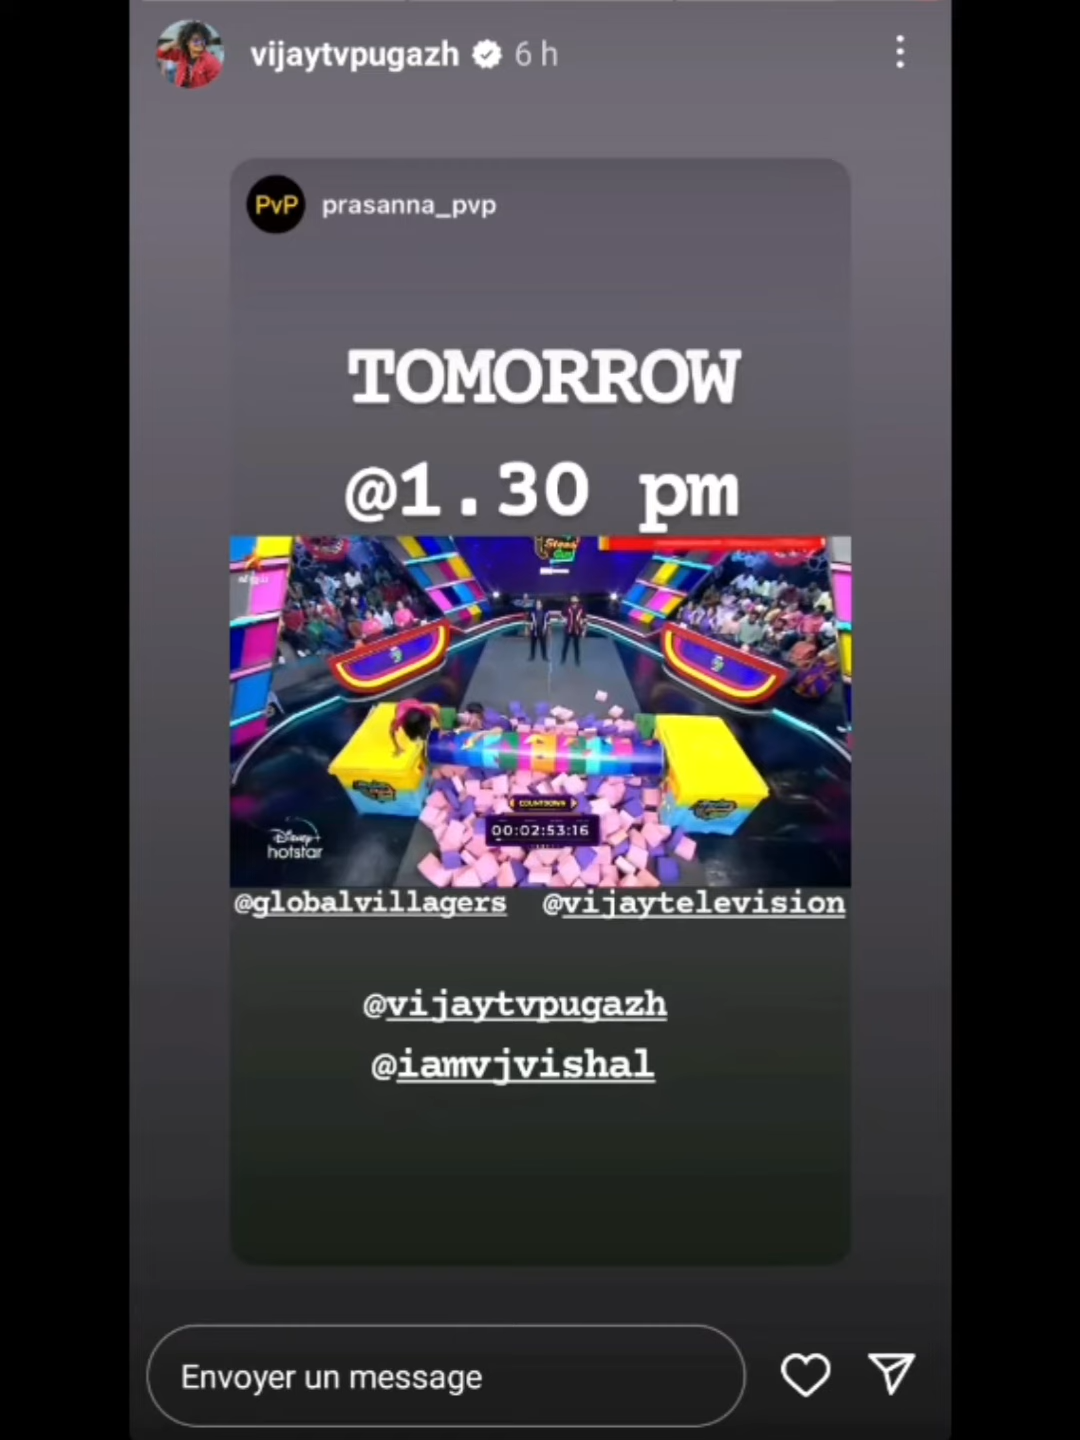 vijaytvpugazh 6 h
PvP prasanna_pvp
TOMORROW
@1.30 pm
விஜய்
COUNTDOWN
00:02:53:16
Disney+
hotstar
@globalvillagers @vijaytelevision
@vijaytvpugazh
@iamvjvishal
Envoyer un message